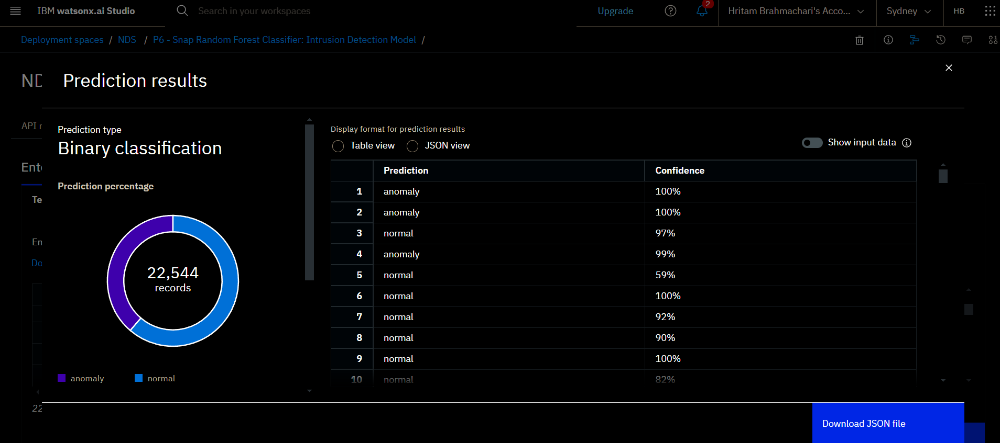 IBM watsonx.ai Studio
Search in your workspaces
Upgrade
2
Hritam Brahmachari's Acco...
Sydney
HB
Deployment spaces / NDS / P6 - Snap Random Forest Classifier: Intrusion Detection Model /
ND
Prediction results
API r
Prediction type
Binary classification
Ente
Prediction percentage
Te
En
Do
22,544
records
anomaly
normal
22
Display format for prediction results
Table view
JSON view
Show input data
Prediction Confidence
1 anomaly 100%
2 anomaly 100%
3 normal 97%
4 anomaly 99%
5 normal 59%
6 normal 100%
7 normal 92%
8 normal 90%
9 normal 100%
10 normal 82%
Download JSON file